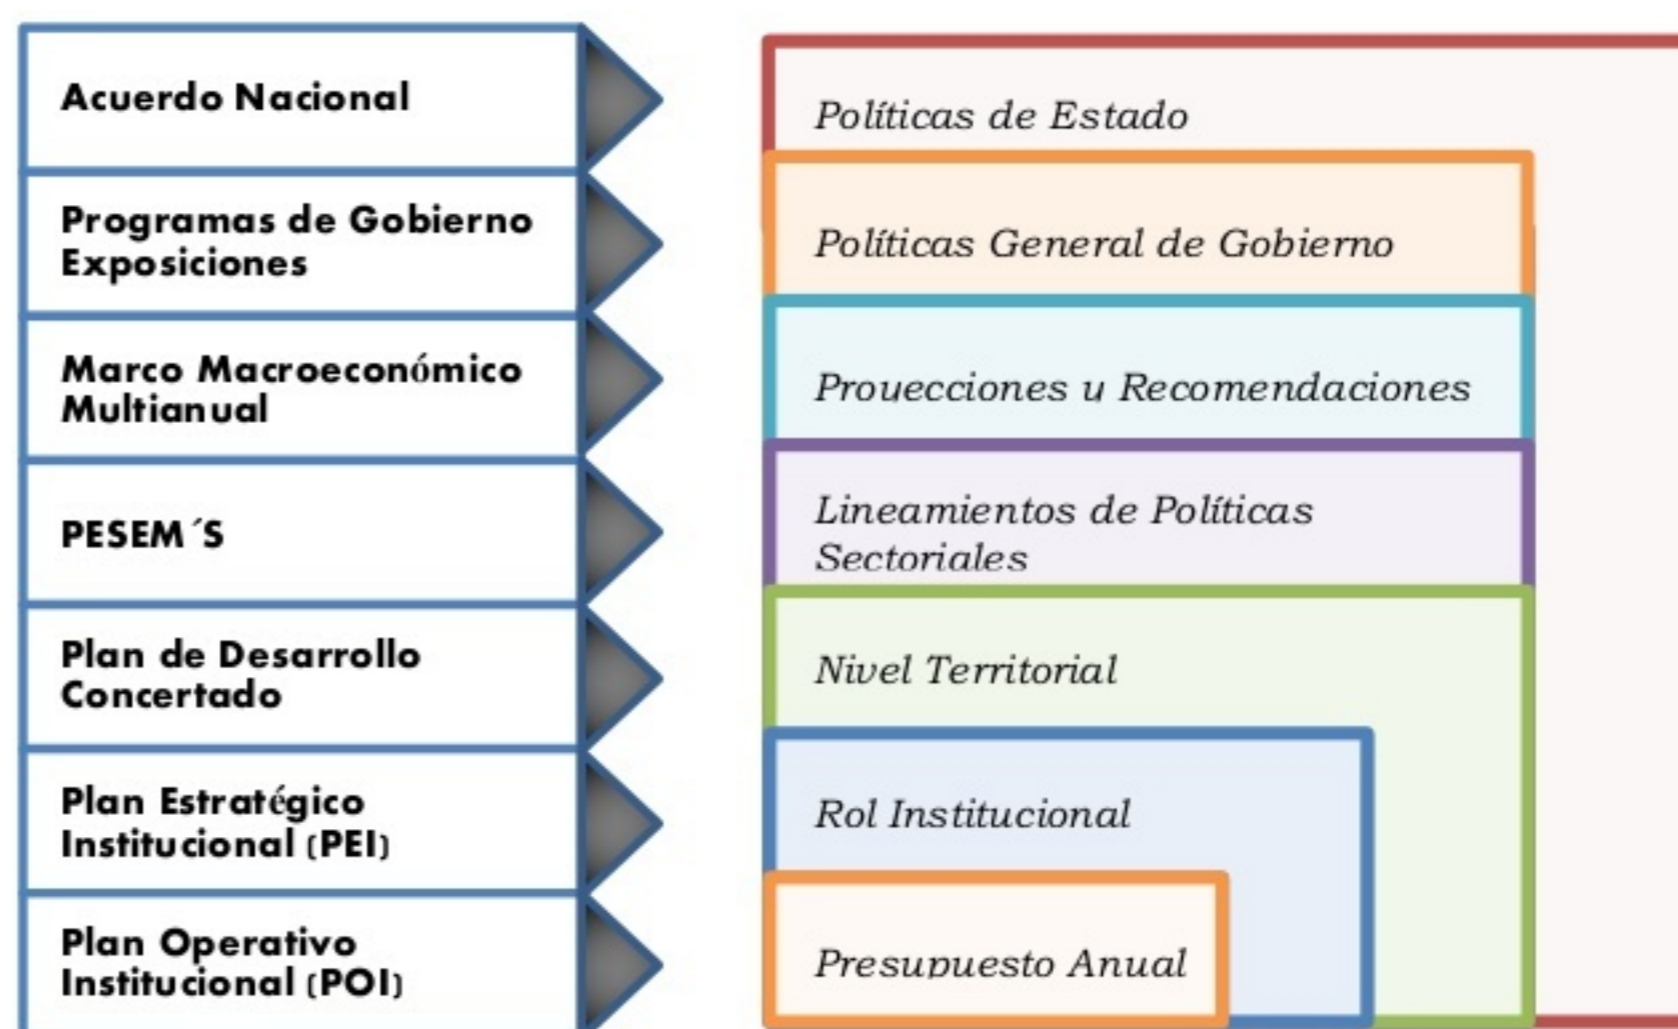 Acuerdo Nacional
Políticas de Estado
Programas de Gobierno
Exposiciones
Políticas General de Gobierno
Marco Macroeconómico
Multianual
Proyecciones y Recomendaciones
PESEM´S
Lineamientos de Políticas
Sectoriales
Plan de Desarrollo
Concertado
Nivel Territorial
Plan Estratégico
Institucional (PEI)
Rol Institucional
Plan Operativo
Institucional (POI)
Presupuesto Anual